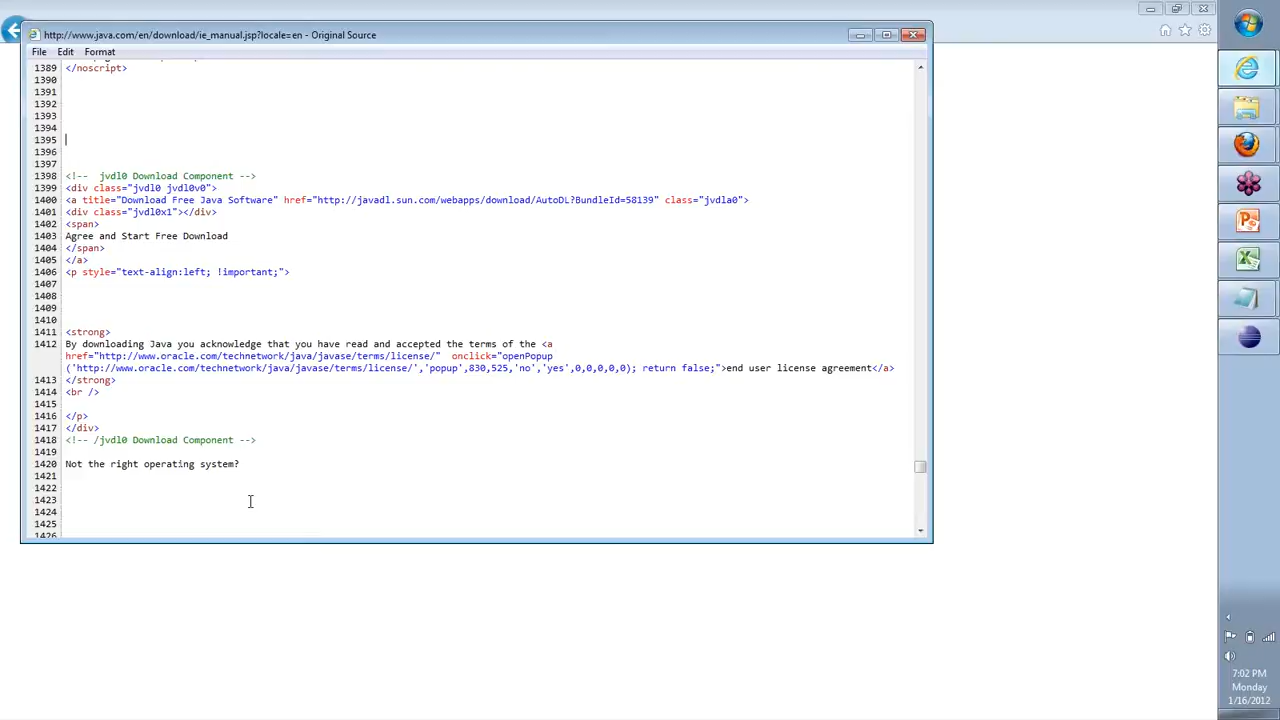 http://www.java.com/en/download/ie_manual.jsp?locale=en - Original Source
File Edit Format
1389 </noscript>
1390
1391
1392
1393
1394
1395
1396
1397
1398 <!--  jvdl0 Download Component -->
1399 <div class="jvdl0 jvdl0v0">
1400 <a title="Download Free Java Software" href="http://javadl.sun.com/webapps/download/AutoDL?BundleId=58139" class="jvdla0">
1401 <div class="jvdl0x1"></div>
1402 <span>
1403 Agree and Start Free Download
1404 </span>
1405 </a>
1406 <p style="text-align:left; !important;">
1407
1408
1409
1410
1411 <strong>
1412 By downloading Java you acknowledge that you have read and accepted the terms of the <a
href="http://www.oracle.com/technetwork/java/javase/terms/license/"  onclick="openPopup
('http://www.oracle.com/technetwork/java/javase/terms/license/','popup',830,525,'no','yes',0,0,0,0,0); return false;">end user license agreement</a>
1413 </strong>
1414 <br />
1415
1416 </p>
1417 </div>
1418 <!-- /jvdl0 Download Component -->
1419
1420 Not the right operating system?
1421
1422
1423
1424
1425
1426
7:02 PM
Monday
1/16/2012